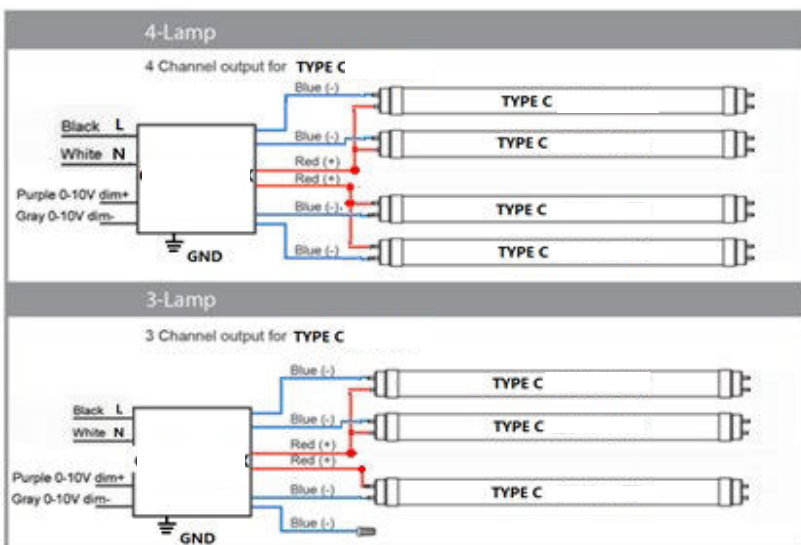 4-Lamp
4 Channel output for TYPE C
Blue (-)
TYPE C
Black L
Blue (-)
TYPE C
White N
Red (+)
Red (+)
Purple 0-10V dim+
Blue (-)
TYPE C
Gray 0-10V dim-
GND
Blue (-)
TYPE C
3-Lamp
3 Channel output for TYPE C
Blue (-)
TYPE C
Black L
Blue (-)
TYPE C
White N
Red (+)
Red (+)
Purple 0-10V dim+
Blue (-)
TYPE C
Gray 0-10V dim-
Blue (-)
GND